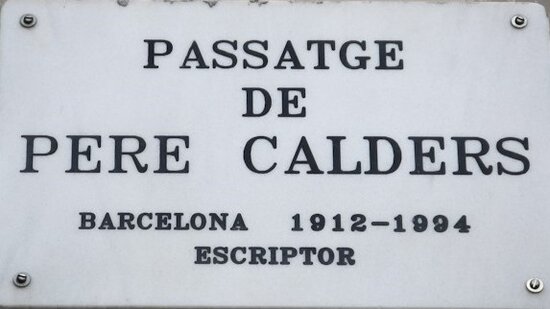 PASSATGE
DE
PERE CALDERS
BARCELONA 1912-1994
ESCRIPTOR